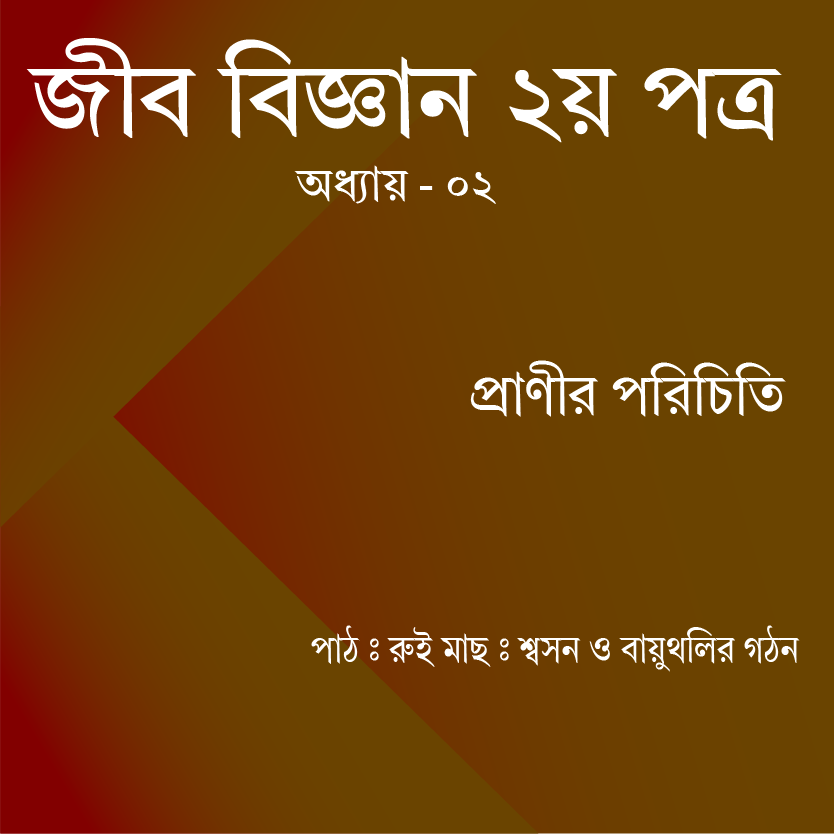 জীব বিজ্ঞান ২য় পত্র
অধ্যায় - ০২
প্রাণীর পরিচিতি
পাঠ ঃ রুই মাছ ঃ শ্বসন ও বায়ুথলির গঠন